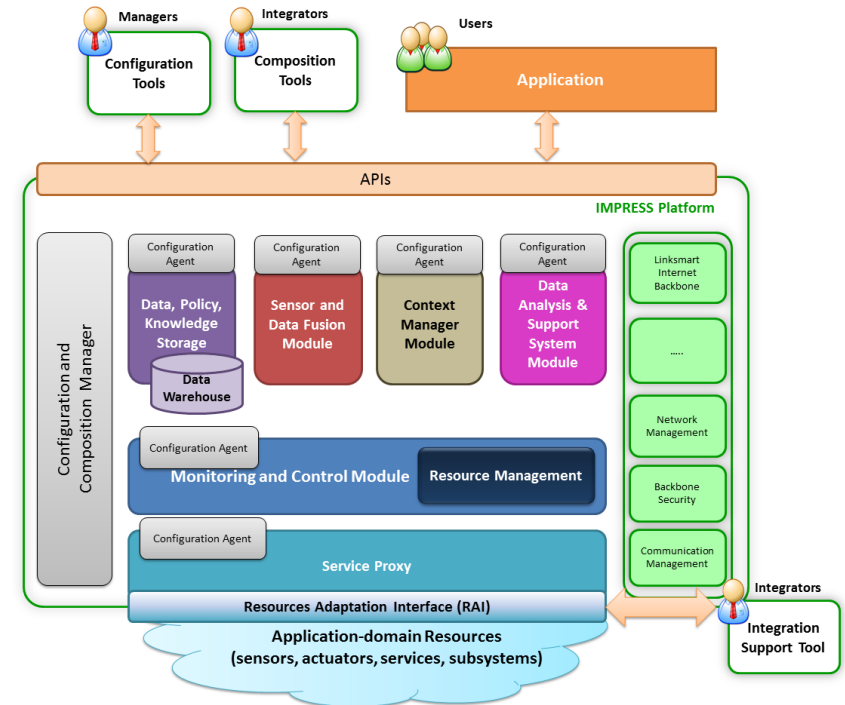 Managers
Integrators
Users
Configuration
Tools
Composition
Tools
Application
APIs
IMPRESS Platform
Configuration and
Composition Manager
Configuration
Agent
Data, Policy,
Knowledge
Storage
Data
Warehouse
Configuration
Agent
Sensor and
Data Fusion
Module
Configuration
Agent
Context
Manager
Module
Configuration
Agent
Data
Analysis &
Support
System
Module
Linksmart
Internet
Backbone
.....
Network
Management
Backbone
Security
Communication
Management
Configuration Agent
Monitoring and Control Module
Resource Management
Configuration Agent
Service Proxy
Resources Adaptation Interface (RAI)
Application-domain Resources
(sensors, actuators, services, subsystems)
Integrators
Integration
Support Tool